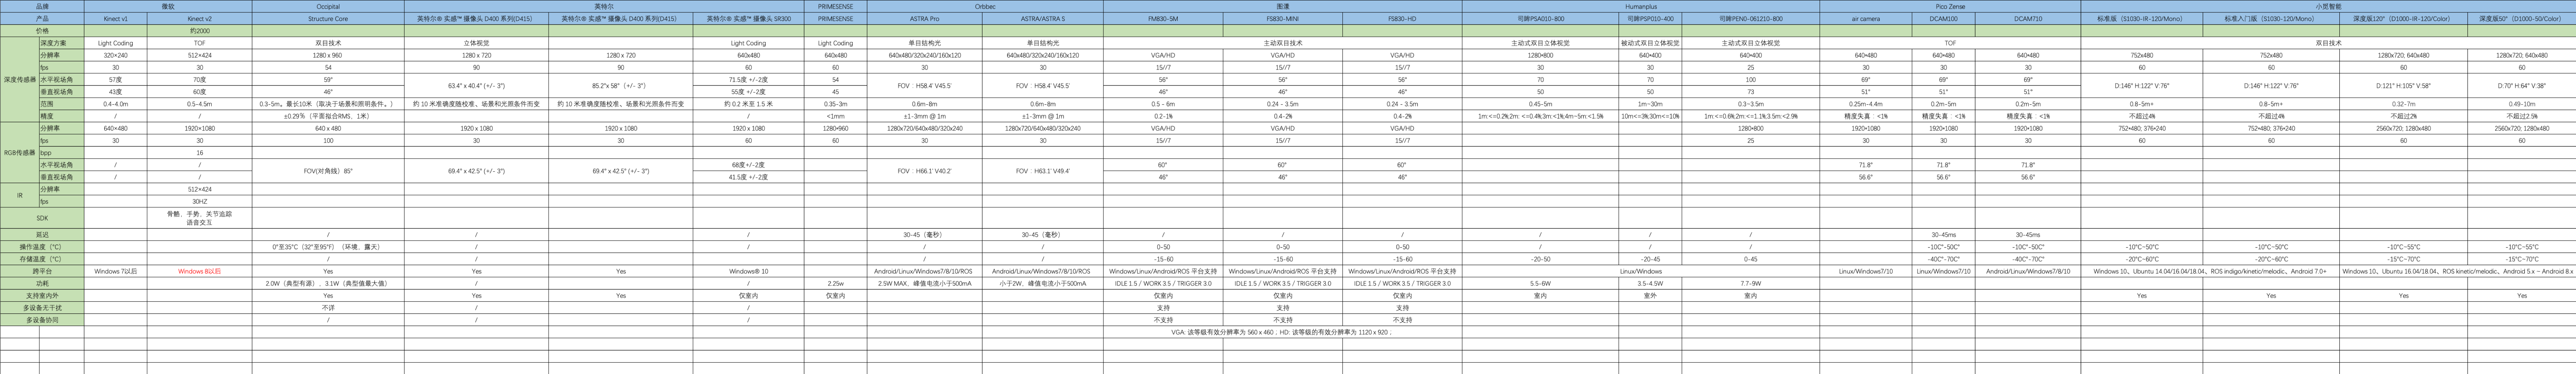 品牌 微软 Occipital 英特尔 PRIMESENSE Orbbec 图漾 Humanplus Pico Zense 小觅智能
产品 Kinect v1 Kinect v2 Structure Core 英特尔® 实感™ 摄像头 D400 系列(D415) 英特尔® 实感™ 摄像头 D400 系列(D415) 英特尔® 实感™ 摄像头 SR300 PRIMESENSE ASTRA Pro ASTRA/ASTRA S FM830-5M FS830-MINI FS830-HD 司眸PSA010-800 司眸PSP010-400 司眸PEN0-061210-800 air camera DCAM100 DCAM710 标准版（S1030-IR-120/Mono） 标准入门版（S1030-120/Mono） 深度版120°（D1000-IR-120/Color） 深度版50°（D1000-50/Color）
价格 约2000
深度传感器
深度方案 Light Coding TOF 双目技术 立体视觉 Light Coding Light Coding 单目结构光 单目结构光 主动双目技术 主动式双目立体视觉 被动式双目立体视觉 主动式双目立体视觉 TOF 双目技术
分辨率 320×240 512×424 1280 x 960 1280 x 720 1280 x 720 640x480 640x480 640x480/320x240/160x120 640x480/320x240/160x120 VGA/HD VGA/HD VGA/HD 1280*800 640*400 640*400 640*480 640*480 640*480 752x480 752x480 1280x720; 640x480 1280x720; 640x480
fps 30 30 54 90 90 60 60 30 30 15//7 15//7 15//7 30 30 25 30 30 30 60 60 60 60
水平视场角 57度 70度 59° 63.4° x 40.4° (+/- 3°) 85.2°x 58°（+/- 3°） 71.5度 +/-2度 54 FOV：H58.4° V45.5° FOV：H58.4° V45.5° 56° 56° 56° 70 70 100 69° 69° 69° D:146° H:122° V:76° D:146° H:122° V:76° D:121° H:105° V:58° D:70° H:64° V:38°
垂直视场角 43度 60度 46° 55度 +/-2度 45 46° 46° 46° 50 50 73 51° 51° 51°
范围 0.4-4.0m 0.5-4.5m 0.3-5m。最长10米（取决于场景和照明条件。） 约 10 米准确度随校准、场景和光照条件而变 约 10 米准确度随校准、场景和光照条件而变 约 0.2 米至 1.5 米 0.35-3m 0.6m-8m 0.6m-8m 0.5 - 6m 0.24 - 3.5m 0.24 - 3.5m 0.45-5m 1m~30m 0.3~3.5m 0.25m-4.4m 0.2m-5m 0.2m-5m 0.8-5m+ 0.8-5m+ 0.32-7m 0.49-10m
精度 / / ±0.29%（平面拟合RMS，1米） / <1mm ±1-3mm @ 1m ±1-3mm @ 1m 0.2-1% 0.4-2% 0.4-2% 1m:<=0.2%;2m: <=0.4%;3m:<1%;4m~5m:<1.5% 10m<=3%;30m<=10% 1m:<=0.6%;2m:<=1.1%;3.5m:<2.9% 精度失真：<1% 精度失真：<1% 精度失真：<1% 不超过4% 不超过4% 不超过2% 不超过2.5%
RGB传感器
分辨率 640×480 1920×1080 640 x 480 1920 x 1080 1920 x 1080 1920 x 1080 1280*960 1280x720/640x480/320x240 1280x720/640x480/320x240 VGA/HD VGA/HD VGA/HD 1280*800 1920*1080 1920*1080 1920*1080 752*480; 376*240 752*480; 376*240 2560x720; 1280x480 2560x720; 1280x480
fps 30 30 100 30 30 60 60 30 30 15//7 15//7 15//7 25 30 30 30 60 60 60 60
bpp 16
水平视场角 / / FOV(对角线）85° 69.4° x 42.5° (+/- 3°) 69.4° x 42.5° (+/- 3°) 68度+/-2度 FOV：H66.1° V40.2° FOV：H63.1° V49.4° 60° 60° 60° 71.8° 71.8° 71.8°
垂直视场角 / / 41.5度 +/-2度 46° 46° 46° 56.6° 56.6° 56.6°
IR
分辨率 512×424
fps 30HZ
SDK 骨骼、手势、关节追踪
语音交互
延迟 / / / 30-45（毫秒） 30-45（毫秒） / / / / / / 30-45ms 30-45ms
操作温度（°C） 0°至35°C（32°至95°F）（环境，露天） / / / / 0-50 0-50 0-50 / / / -10C°-50C° -10C°-50C° -10°C~50°C -10°C~50°C -10°C~55°C -10°C~55°C
存储温度（°C） / / / / -15-60 -15-60 -15-60 -20-50 -20-45 0-45 -40C°-70C° -40C°-70C° -20°C~60°C -20°C~60°C -15°C~70°C -15°C~70°C
跨平台 Windows 7以后 Windows 8以后 Yes Yes Yes Windows® 10 Android/Linux/Windows7/8/10/ROS Android/Linux/Windows7/8/10/ROS Windows/Linux/Android/ROS 平台支持 Windows/Linux/Android/ROS 平台支持 Windows/Linux/Android/ROS 平台支持 Linux/Windows Linux/Windows7/10 Linux/Windows7/10 Android/Linux/Windows7/8/10 Windows 10、Ubuntu 14.04/16.04/18.04、ROS indigo/kinetic/melodic、Android 7.0+ Windows 10、Ubuntu 16.04/18.04、ROS kinetic/melodic、Android 5.x ~ Android 8.x
功耗 2.0W（典型有源）、3.1W（典型值最大值） / / 2.25w 2.5W MAX，峰值电流小于500mA 小于2W，峰值电流小于500mA IDLE 1.5 / WORK 3.5 / TRIGGER 3.0 IDLE 1.5 / WORK 3.5 / TRIGGER 3.0 IDLE 1.5 / WORK 3.5 / TRIGGER 3.0 5.5-6W 3.5-4.5W 7.7-9W
支持室内外 Yes Yes Yes 仅室内 仅室内 仅室内 仅室内 仅室内 室内 室外 室内 Yes Yes Yes Yes
多设备无干扰 不详 / / 支持 支持 支持
多设备协同 / / / 不支持 不支持 不支持
VGA: 该等级有效分辨率为 560 x 460；HD: 该等级的有效分辨率为 1120 x 920；